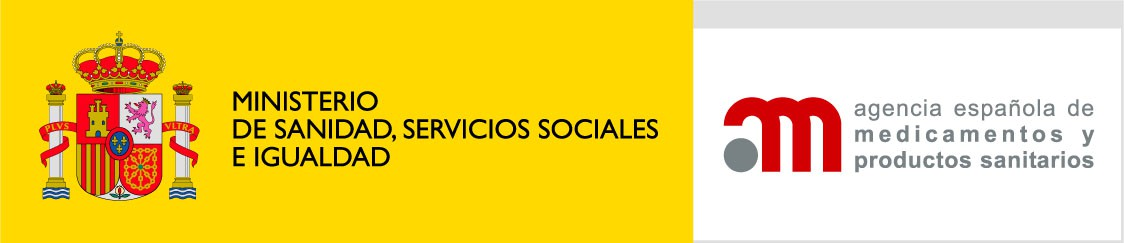 MINISTERIO
DE SANIDAD, SERVICIOS SOCIALES
E IGUALDAD
PLVS VLTRA
agencia española de
medicamentos y
productos sanitarios